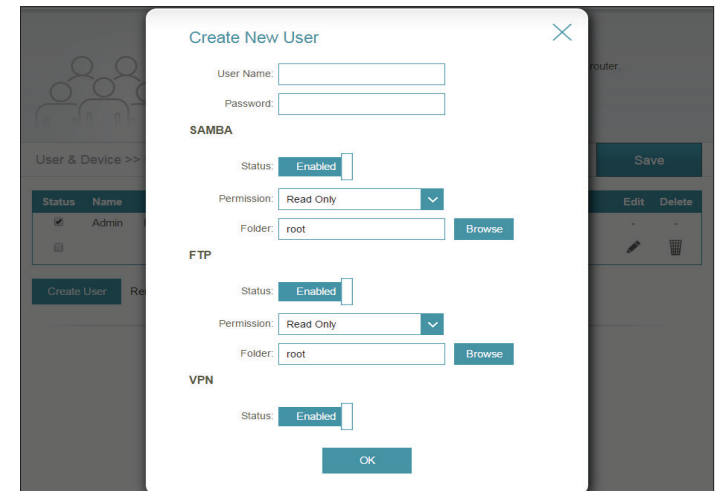 Create New User
User Name:
router.
Password:
SAMBA
User & Device >>
Status: Enabled
Save
Status Name
Permission: Read Only
Edit Delete
Admin
- -
Folder: root Browse
FTP
Create User
Status: Enabled
Permission: Read Only
Folder: root Browse
VPN
Status: Enabled
OK